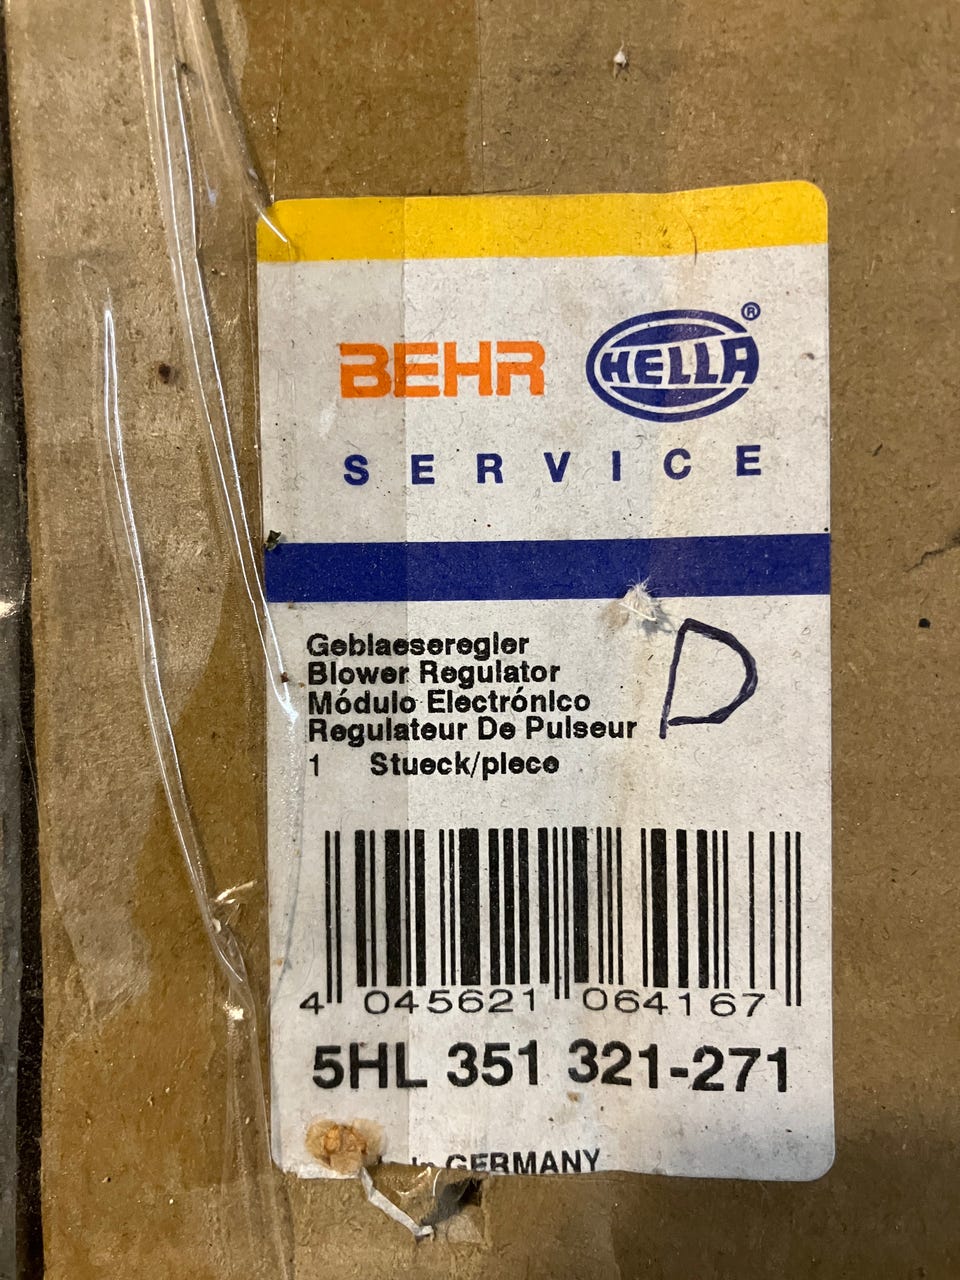 BEHR HELLA ®
SERVICE
Geblaeseregler
Blower Regulator
Módulo Electrónico
Regulateur De Pulseur
D
1 Stueck/piece
4 045621 064167
5HL 351 321-271
in GERMANY